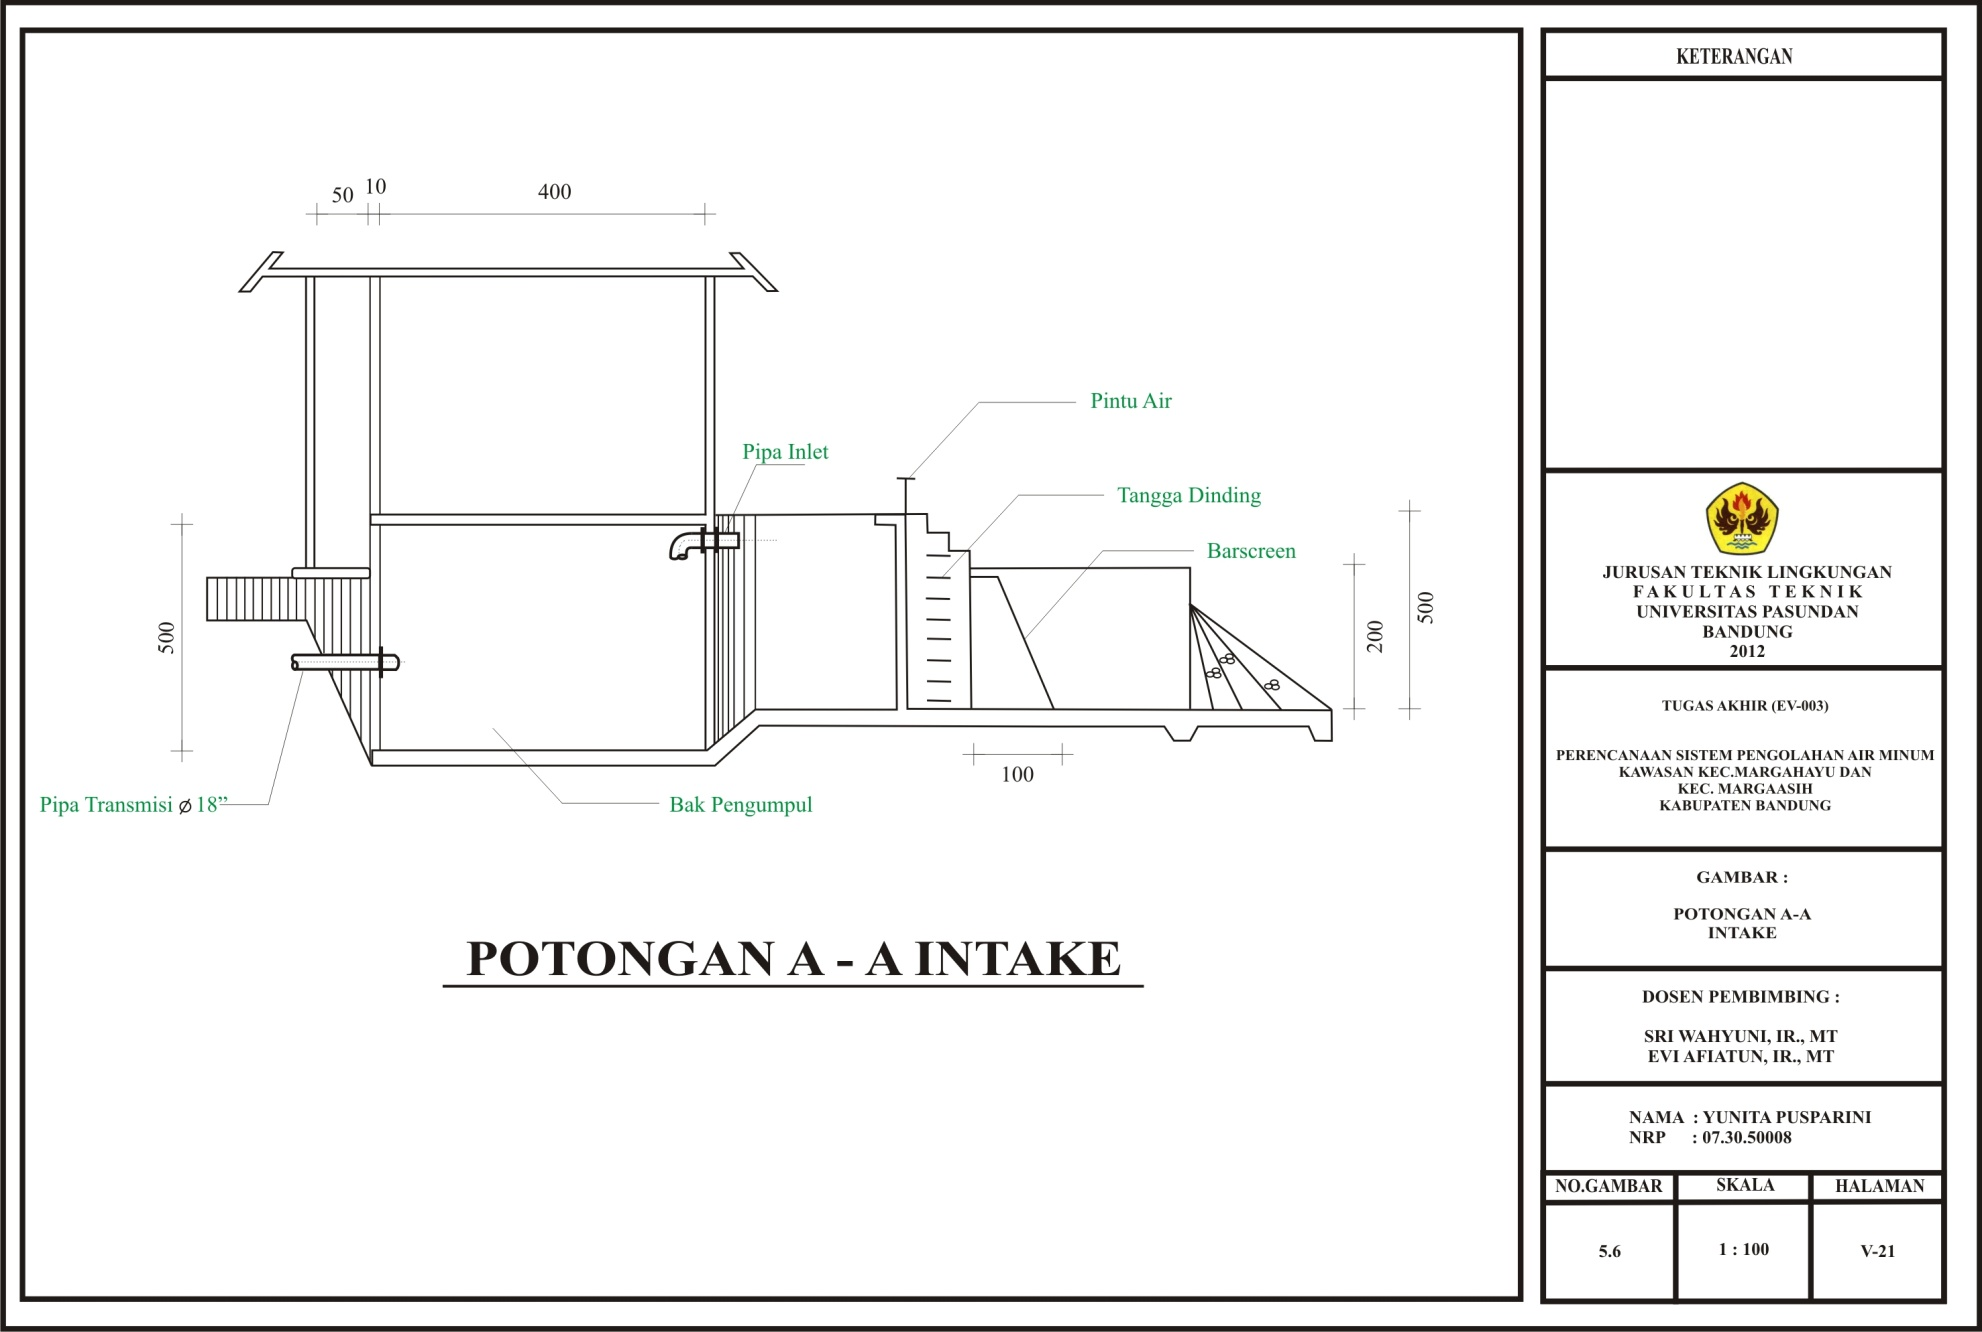 50
10
400
Pintu Air
Pipa Inlet
Tangga Dinding
Barscreen
500
200
500
100
Pipa Transmisi ⌀ 18”
Bak Pengumpul
POTONGAN A - A INTAKE
KETERANGAN
JURUSAN TEKNIK LINGKUNGAN
FAKULTAS TEKNIK
UNIVERSITAS PASUNDAN
BANDUNG
2012
TUGAS AKHIR (EV-003)
PERENCANAAN SISTEM PENGOLAHAN AIR MINUM
KAWASAN KEC.MARGAHAYU DAN
KEC. MARGAASIH
KABUPATEN BANDUNG
GAMBAR :
POTONGAN A-A
INTAKE
DOSEN PEMBIMBING :
SRI WAHYUNI, IR., MT
EVI AFIATUN, IR., MT
NAMA : YUNITA PUSPARINI
NRP : 07.30.50008
NO.GAMBAR SKALA HALAMAN
5.6 1 : 100 V-21